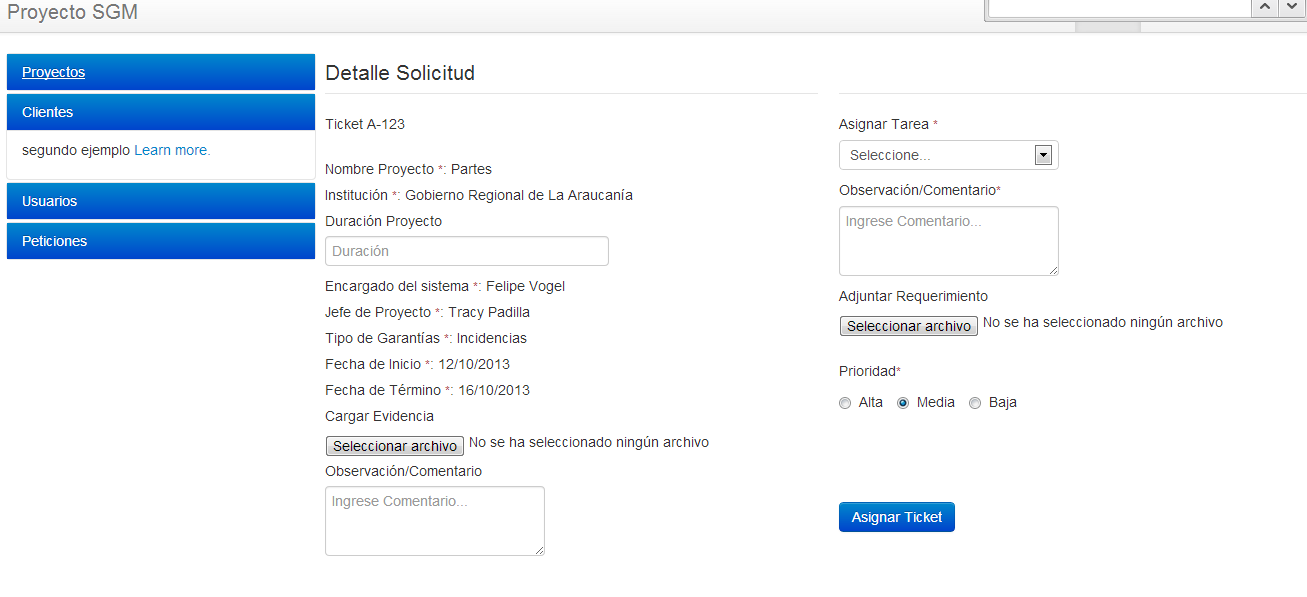 Proyecto SGM
Proyectos
Clientes
segundo ejemplo Learn more.
Usuarios
Peticiones
Detalle Solicitud
Ticket A-123
Nombre Proyecto *: Partes
Institución *: Gobierno Regional de La Araucanía
Duración Proyecto
Duración
Encargado del sistema *: Felipe Vogel
Jefe de Proyecto *: Tracy Padilla
Tipo de Garantías *: Incidencias
Fecha de Inicio *: 12/10/2013
Fecha de Término *: 16/10/2013
Cargar Evidencia
Seleccionar archivo No se ha seleccionado ningún archivo
Observación/Comentario
Ingrese Comentario...
Asignar Tarea *
Seleccione...
Observación/Comentario*
Ingrese Comentario...
Adjuntar Requerimiento
Seleccionar archivo No se ha seleccionado ningún archivo
Prioridad*
Alta Media Baja
Asignar Ticket